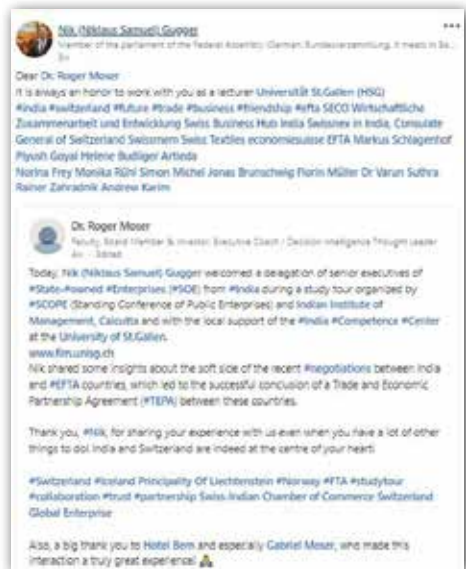 Nik (Niklaus Samuel) Gugger
Member of the parliament of the Federal Assembly (German: Bundesversammlung, It meets in Be...
Dear Dr. Roger Moser
It is always an honor to work with you as a lecturer Universität St.Gallen (HSG)
#india #switzerland #future #trade #business #friendship #efta SECO Wirtschaftliche
Zusammenarbeit und Entwicklung Swiss Business Hub India Swissnex in India, Consulate
General of Switzerland Swissmem Swiss Textiles economiesuisse EFTA Markus Schlagenhof
Piyush Goyal Helene Budliger Artieda
Norina Frey Monika Rühl Simon Michel Jonas Brunschwig Florin Müller Dr Varun Suthra
Rainer Zahradnik Andrew Karim
Dr. Roger Moser
Faculty, Board Member & Investor, Executive Coach / Decision Intelligence Thought Leader
Today, Nik (Niklaus Samuel) Gugger welcomed a delegation of senior executives of
#State-#owned #Enterprises (#SOE) from #India during a study tour organized by
#SCOPE (Standing Conference of Public Enterprises) and Indian Institute of
Management, Calcutta and with the local support of the #India #Competence #Center
at the University of St.Gallen.
www.fim.unisg.ch
Nik shared some insights about the soft side of the recent #negotiations between India
and #EFTA countries, which led to the successful conclusion of a Trade and Economic
Partnership Agreement (#TEPA) between these countries.
Thank you, #Nik, for sharing your experience with us even when you have a lot of other
things to do! India and Switzerland are indeed at the centre of your heart!
#Switzerland #Iceland Principality Of Liechtenstein #Norway #FTA #studytour
#collaboration #trust #partnership Swiss-Indian Chamber of Commerce Switzerland
Global Enterprise
Also, a big thank you to Hotel Bern and especially Gabriel Moser, who made this
interaction a truly great experience!